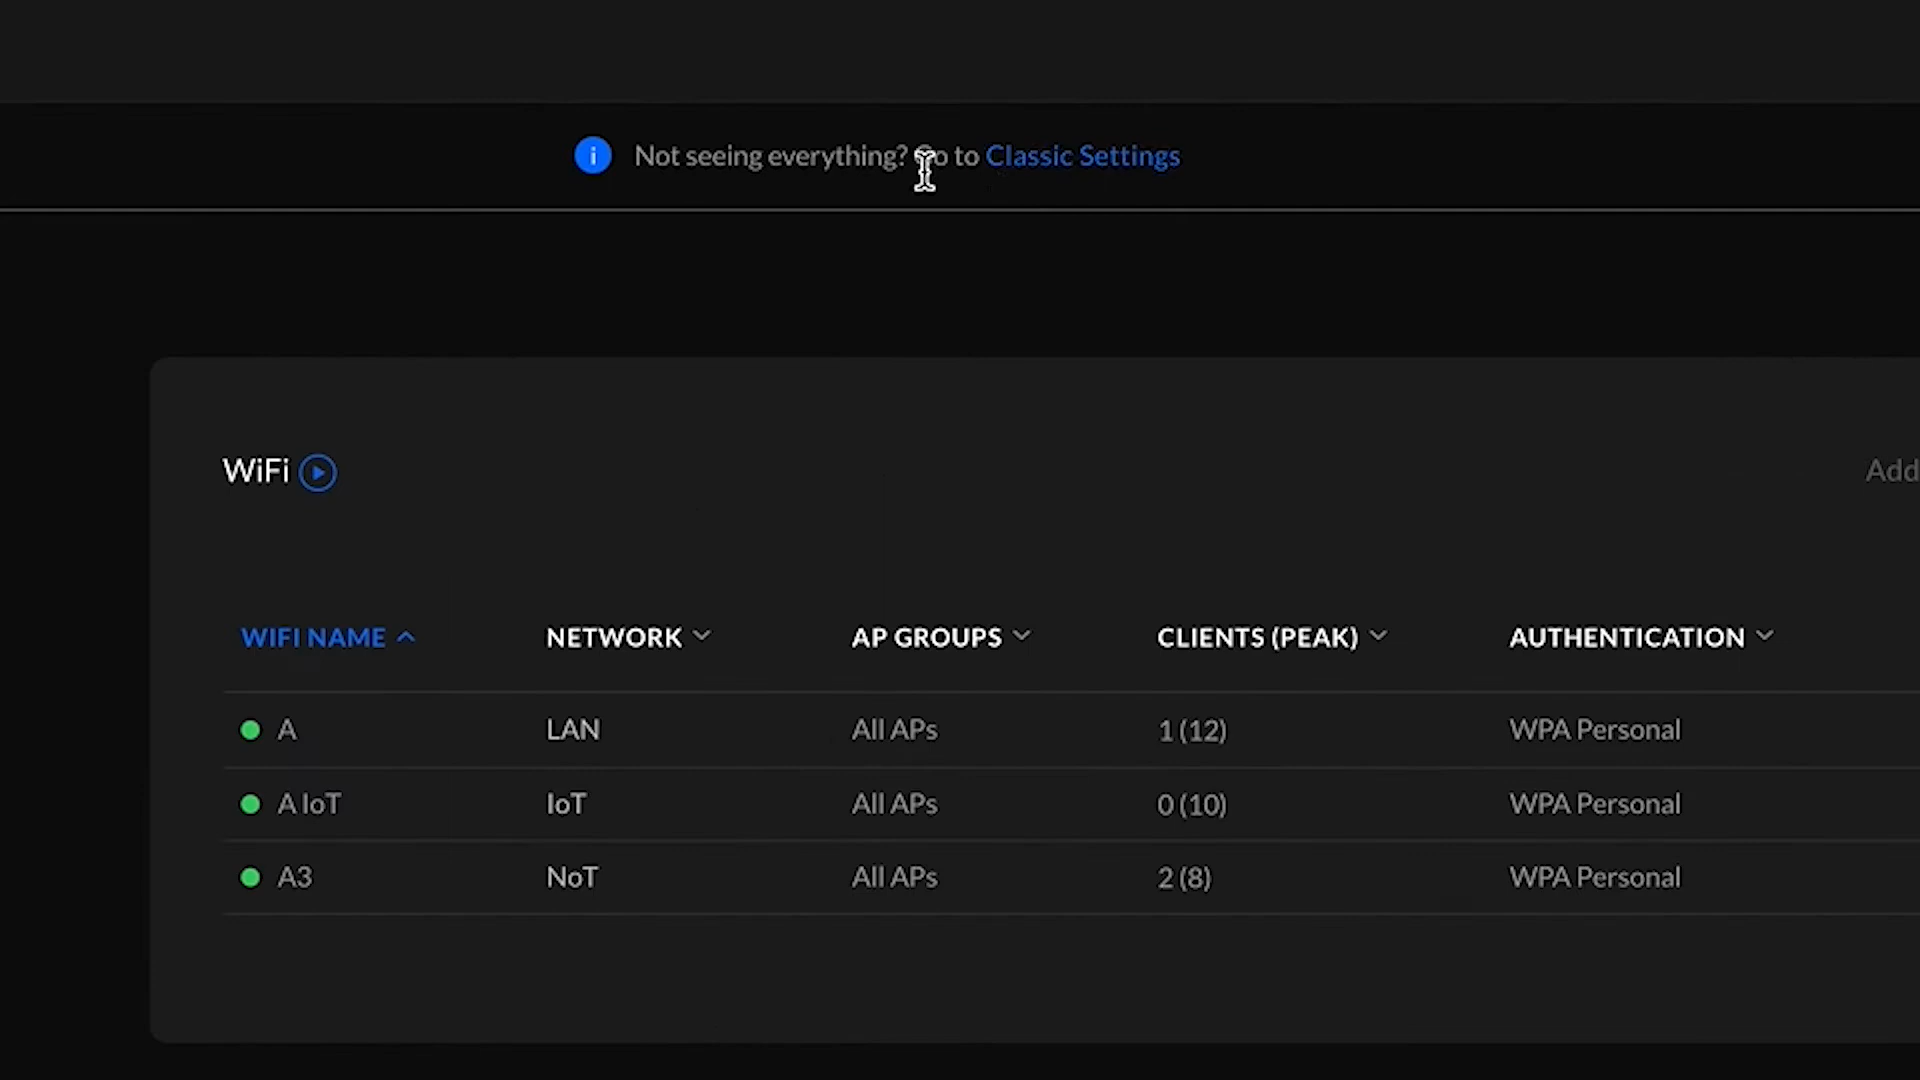 Not seeing everything? Go to Classic Settings
WiFi
Add
WIFI NAME NETWORK AP GROUPS CLIENTS (PEAK) AUTHENTICATION
A LAN All APs 1 (12) WPA Personal
A IoT IoT All APs 0 (10) WPA Personal
A3 NoT All APs 2 (8) WPA Personal